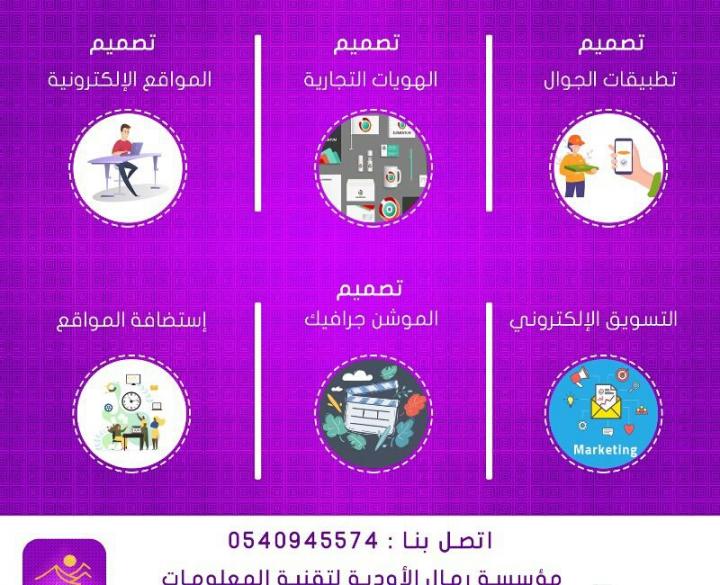 تصميم
تطبيقات الجوال
تصميم
الهويات التجارية
تصميم
المواقع الإلكترونية
التسويق الإلكتروني
Marketing
تصميم
الموشن جرافيك
إستضافة المواقع
اتصل بنا : 0540945574
مؤسسة رمال الأودية لتقنية المعلومات